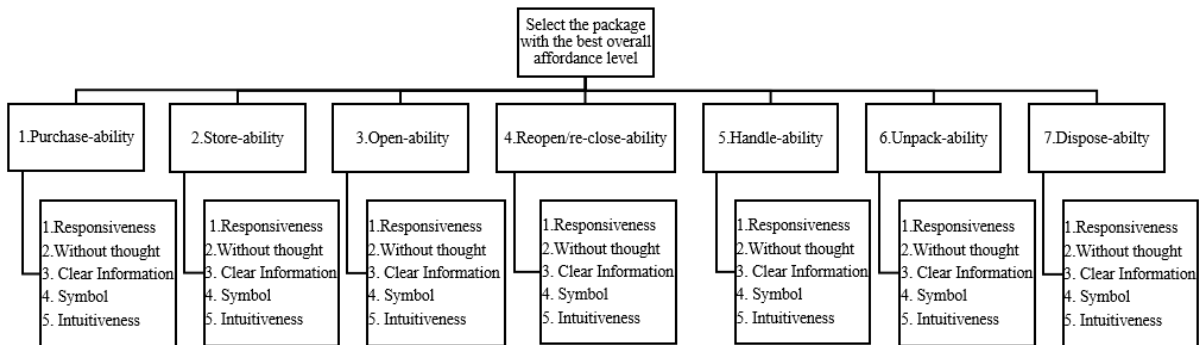 Select the package
with the best overall
affordance level
1.Purchase-ability
2.Store-ability
3.Open-ability
4.Reopen/re-close-ability
5.Handle-ability
6.Unpack-ability
7.Dispose-abilty
1.Responsiveness
2.Without thought
3. Clear Information
4. Symbol
5. Intuitiveness
1.Responsiveness
2.Without thought
3. Clear Information
4. Symbol
5. Intuitiveness
1.Responsiveness
2.Without thought
3. Clear Information
4. Symbol
5. Intuitiveness
1.Responsiveness
2.Without thought
3. Clear Information
4. Symbol
5. Intuitiveness
1.Responsiveness
2.Without thought
3. Clear Information
4. Symbol
5. Intuitiveness
1.Responsiveness
2.Without thought
3. Clear Information
4. Symbol
5. Intuitiveness
1.Responsiveness
2.Without thought
3. Clear Information
4. Symbol
5. Intuitiveness